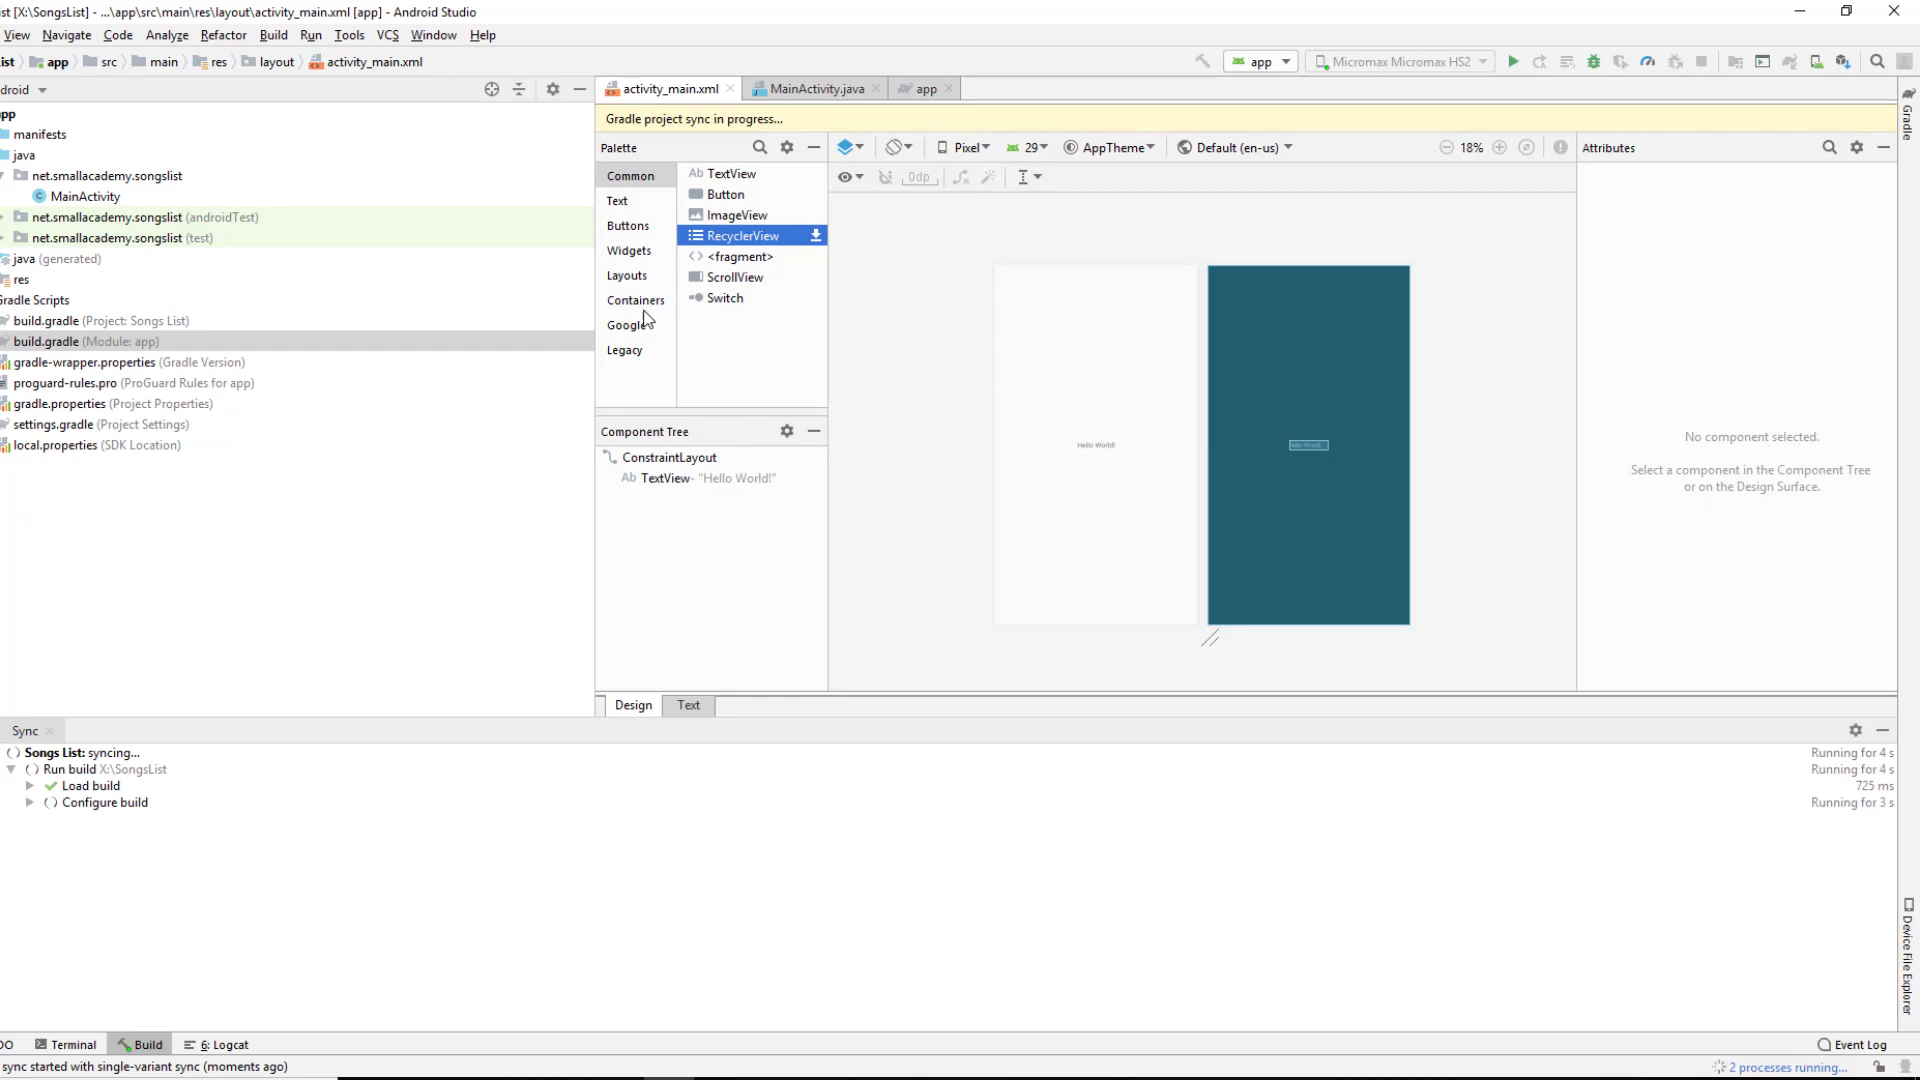 st [X:\SongsList] - ...\app\src\main\res\layout\activity_main.xml [app] - Android Studio
View Navigate Code Analyze Refactor Build Run Tools VCS Window Help
ist app src main res layout activity_main.xml
app Micromax Micromax HS2
droid
activity_main.xml MainActivity.java app
Gradle project sync in progress...
pp
manifests
java
net.smallacademy.songslist
MainActivity
net.smallacademy.songslist (androidTest)
net.smallacademy.songslist (test)
java (generated)
res
Gradle Scripts
build.gradle (Project: Songs List)
build.gradle (Module: app)
gradle-wrapper.properties (Gradle Version)
proguard-rules.pro (ProGuard Rules for app)
gradle.properties (Project Properties)
settings.gradle (Project Settings)
local.properties (SDK Location)
Palette
Common
Text
Buttons
Widgets
Layouts
Containers
Google
Legacy
Ab TextView
Button
ImageView
RecyclerView
<fragment>
ScrollView
Switch
Component Tree
ConstraintLayout
Ab TextView- "Hello World!"
Pixel 29 AppTheme Default (en-us) 18%
0dp
Hello World!
Hello World!
Attributes
No component selected.
Select a component in the Component Tree
or on the Design Surface.
Gradle
Device File Explorer
Design Text
Sync
Songs List: syncing... Running for 4 s
Run build X:\SongsList Running for 4 s
Load build 725 ms
Configure build Running for 3 s
DO Terminal Build 6: Logcat Event Log
sync started with single-variant sync (moments ago) 2 processes running...